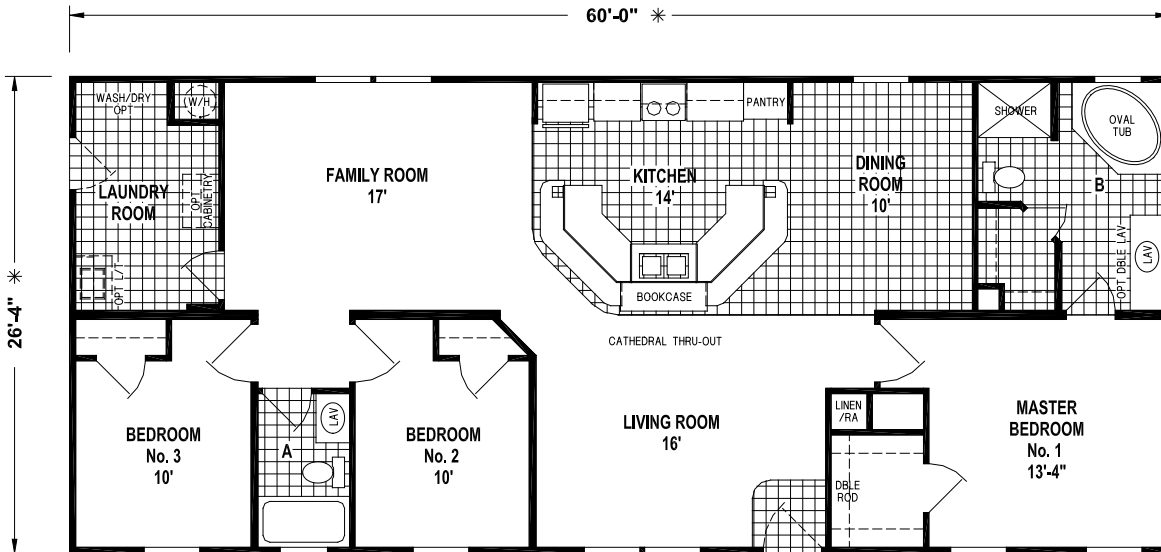 60'-0" ✳
26'-4" ✳
WASH/DRY
OPT
W/H
LAUNDRY
ROOM
OPT
CABINETRY
OPT L/T
FAMILY ROOM
17'
PANTRY
KITCHEN
14'
BOOKCASE
DINING
ROOM
10'
SHOWER
OVAL
TUB
B
OPT DBLE LAV
LAV
CATHEDRAL THRU-OUT
BEDROOM
No. 3
10'
A
LAV
BEDROOM
No. 2
10'
LIVING ROOM
16'
LINEN
/RA
DBLE
ROD
MASTER
BEDROOM
No. 1
13'-4"